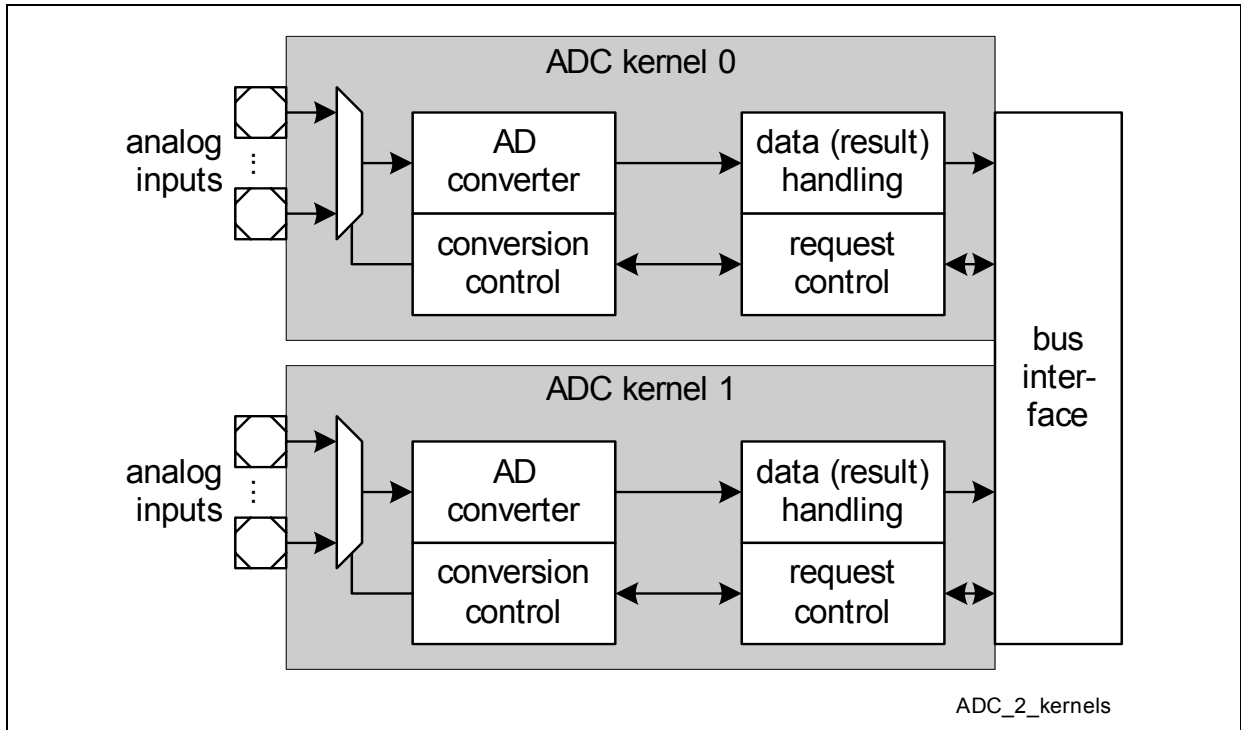 ADC kernel 0
analog
inputs
...
AD
converter
conversion
control
data (result)
handling
request
control
bus
inter-
face
ADC kernel 1
analog
inputs
...
AD
converter
conversion
control
data (result)
handling
request
control
ADC_2_kernels